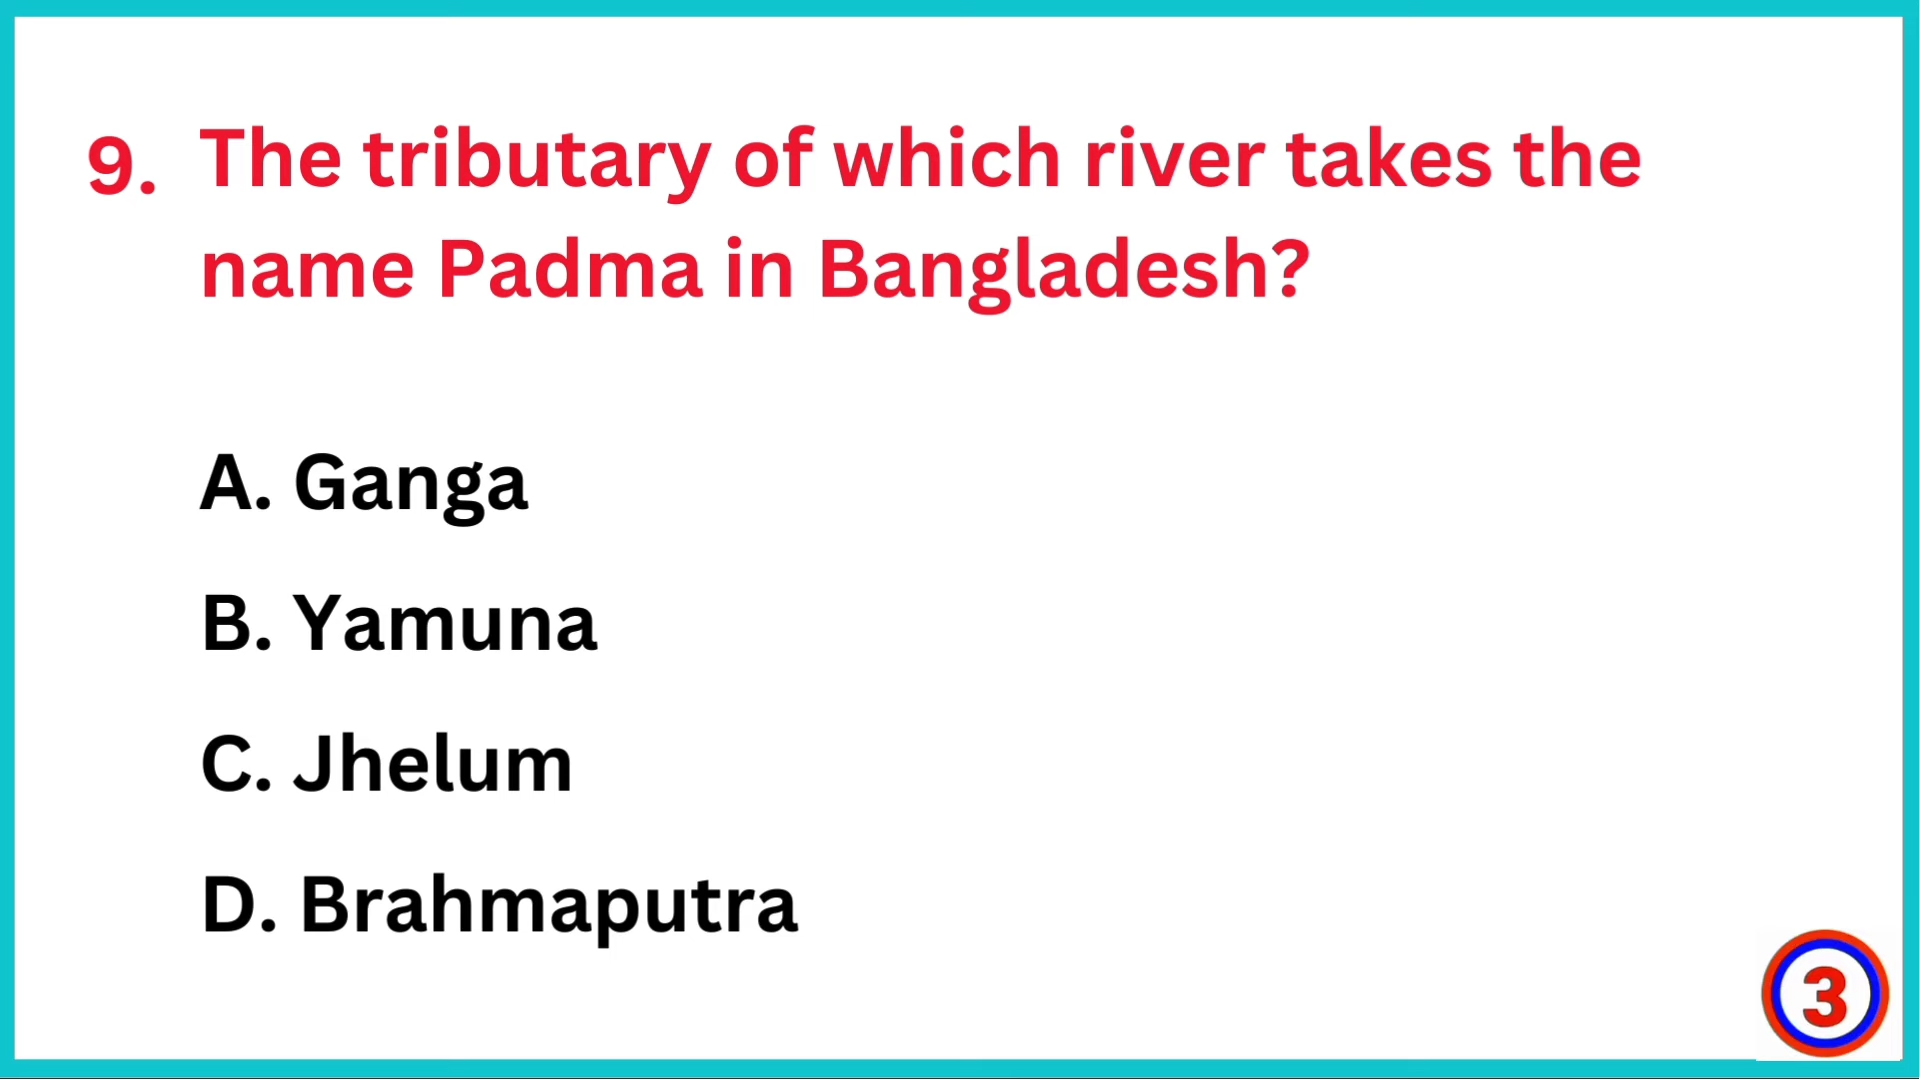 9. The tributary of which river takes the
name Padma in Bangladesh?
A. Ganga
B. Yamuna
C. Jhelum
D. Brahmaputra
3